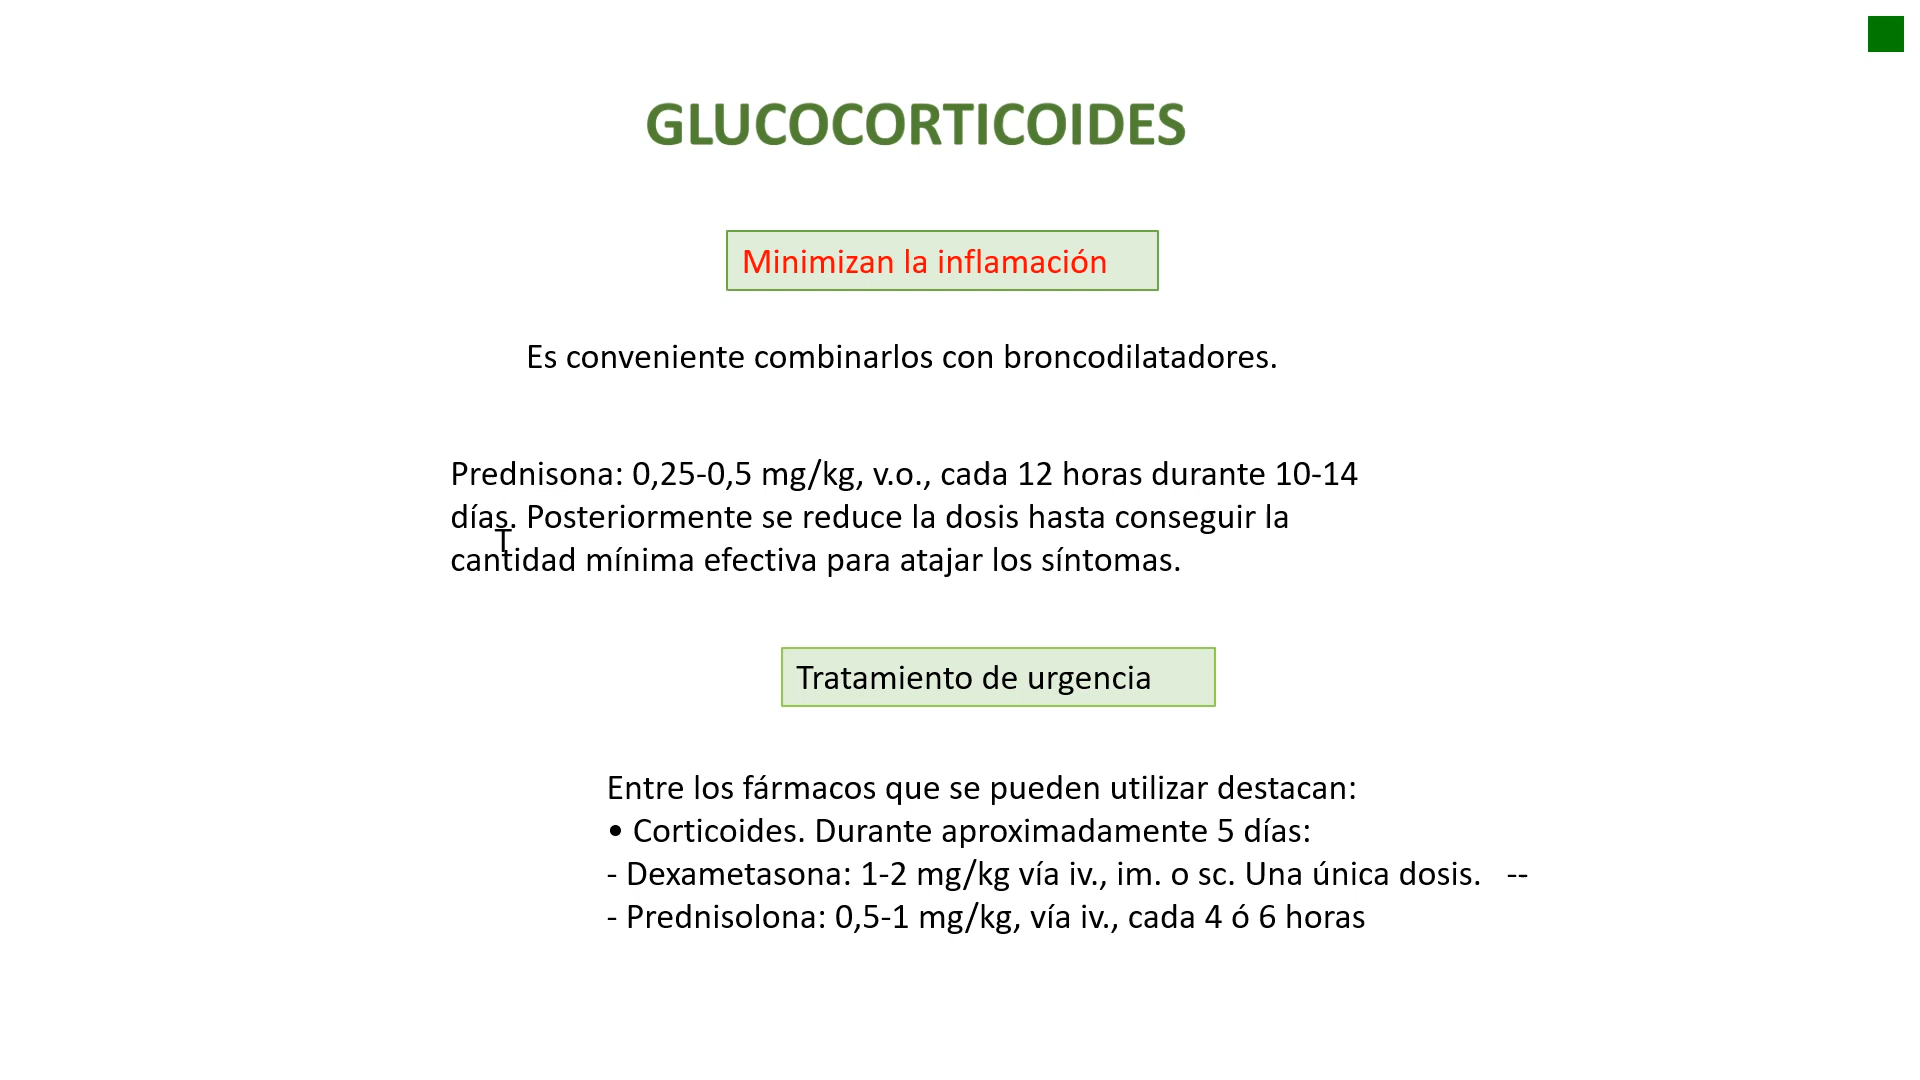 GLUCOCORTICOIDES
Minimizan la inflamación
Es conveniente combinarlos con broncodilatadores.
Prednisona: 0,25-0,5 mg/kg, v.o., cada 12 horas durante 10-14
días. Posteriormente se reduce la dosis hasta conseguir la
T
cantidad mínima efectiva para atajar los síntomas.
Tratamiento de urgencia
Entre los fármacos que se pueden utilizar destacan:
• Corticoides. Durante aproximadamente 5 días:
- Dexametasona: 1-2 mg/kg vía iv., im. o sc. Una única dosis. --
- Prednisolona: 0,5-1 mg/kg, vía iv., cada 4 ó 6 horas